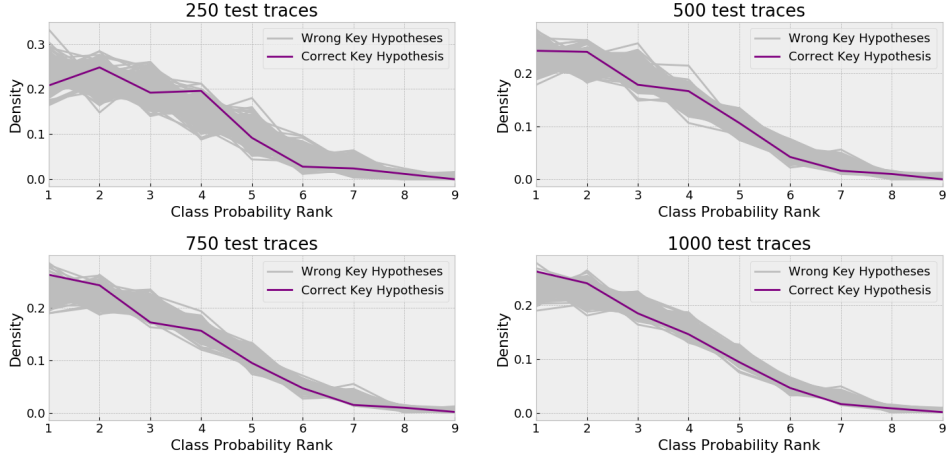 250 test traces
Wrong Key Hypotheses
Correct Key Hypothesis
Density
0.3
0.2
0.1
0.0
1 2 3 4 5 6 7 8 9
Class Probability Rank
500 test traces
Wrong Key Hypotheses
Correct Key Hypothesis
Density
0.2
0.1
0.0
1 2 3 4 5 6 7 8 9
Class Probability Rank
750 test traces
Wrong Key Hypotheses
Correct Key Hypothesis
Density
0.2
0.1
0.0
1 2 3 4 5 6 7 8 9
Class Probability Rank
1000 test traces
Wrong Key Hypotheses
Correct Key Hypothesis
Density
0.2
0.1
0.0
1 2 3 4 5 6 7 8 9
Class Probability Rank